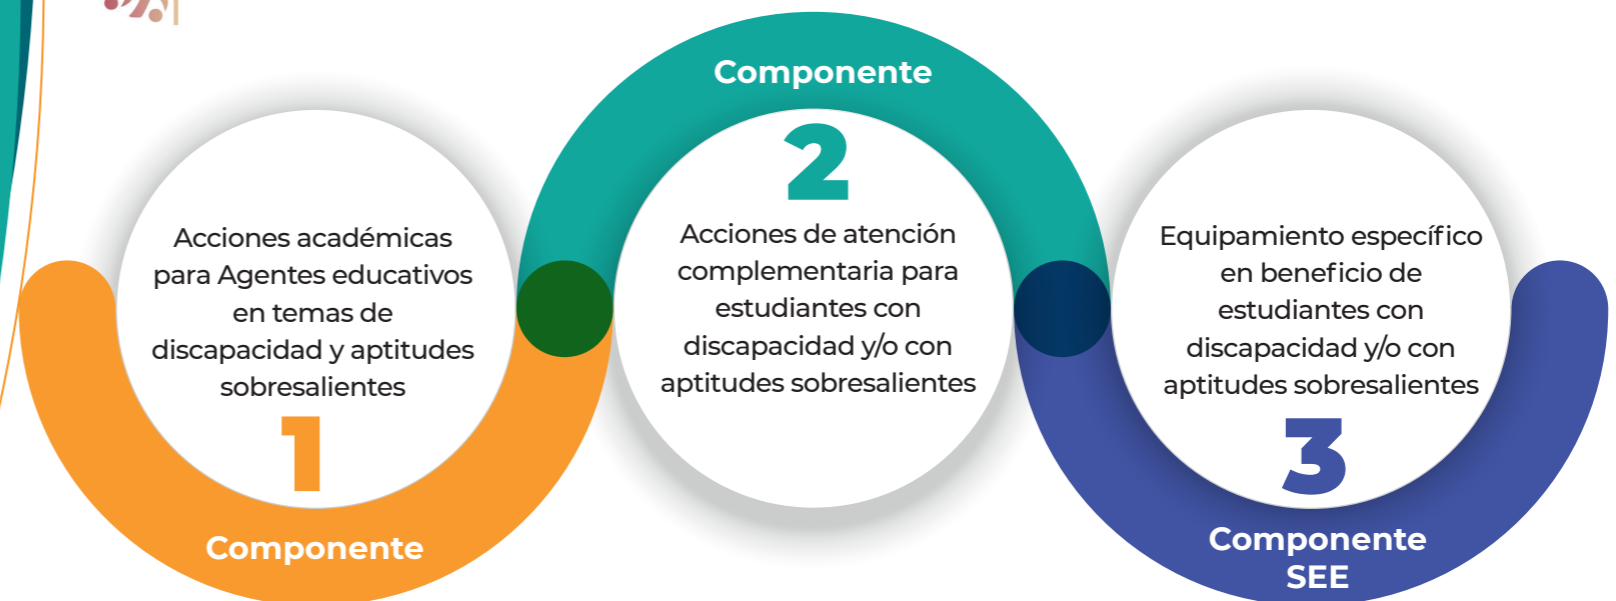 Acciones académicas
para Agentes educativos
en temas de
discapacidad y aptitudes
sobresalientes
1
Componente
Componente
2
Acciones de atención
complementaria para
estudiantes con
discapacidad y/o con
aptitudes sobresalientes
Equipamiento específico
en beneficio de
estudiantes con
discapacidad y/o con
aptitudes sobresalientes
3
Componente
SEE